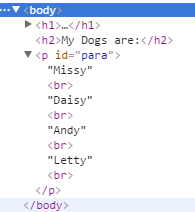 ... ▼ <body>
▶ <h1>…</h1>
<h2>My Dogs are:</h2>
▼ <p id="para">
"Missy"
<br>
"Daisy"
<br>
"Andy"
<br>
"Letty"
<br>
</p>
</body>